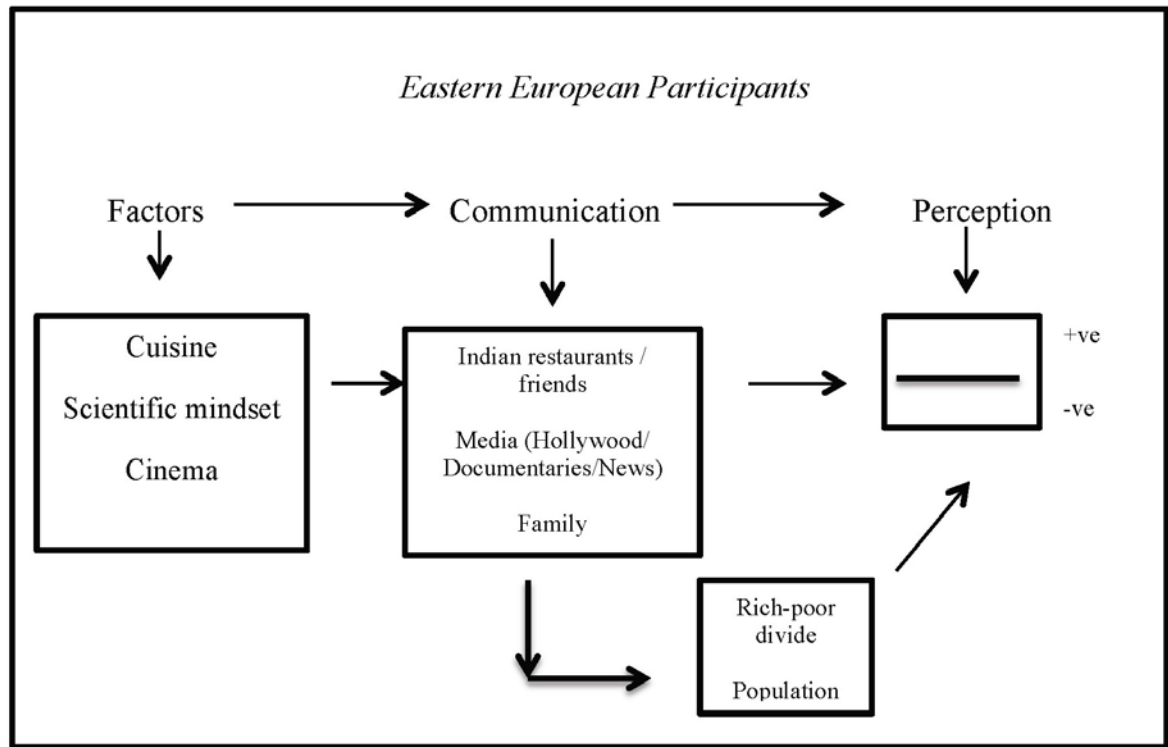 Eastern European Participants
Factors
Communication
Perception
Cuisine
Scientific mindset
Cinema
Indian restaurants /
friends
Media (Hollywood/
Documentaries/News)
Family
+ve
-ve
Rich-poor
divide
Population